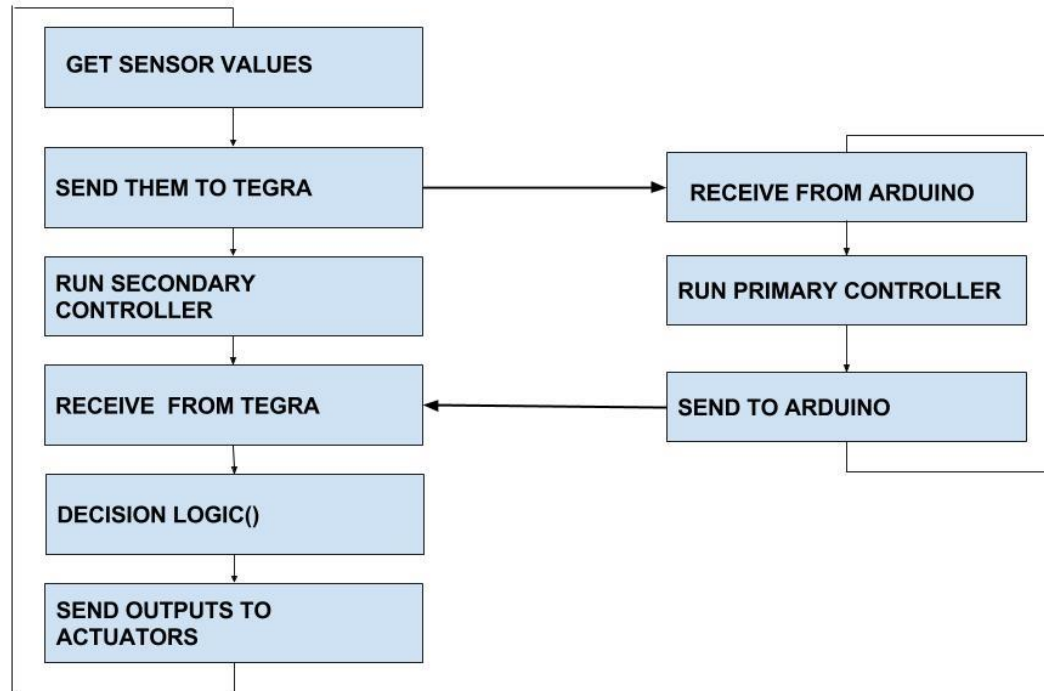 GET SENSOR VALUES
SEND THEM TO TEGRA
RUN SECONDARY
CONTROLLER
RECEIVE FROM TEGRA
DECISION LOGIC()
SEND OUTPUTS TO
ACTUATORS
RECEIVE FROM ARDUINO
RUN PRIMARY CONTROLLER
SEND TO ARDUINO